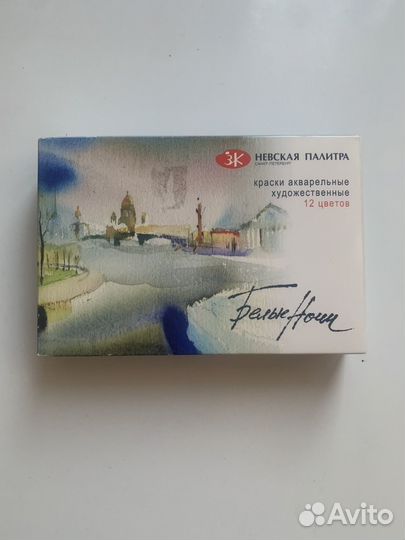 ЗК НЕВСКАЯ ПАЛИТРА
САНКТ-ПЕТЕРБУРГ
краски акварельные
художественные
12 цветов
Белые Ночи
Avito